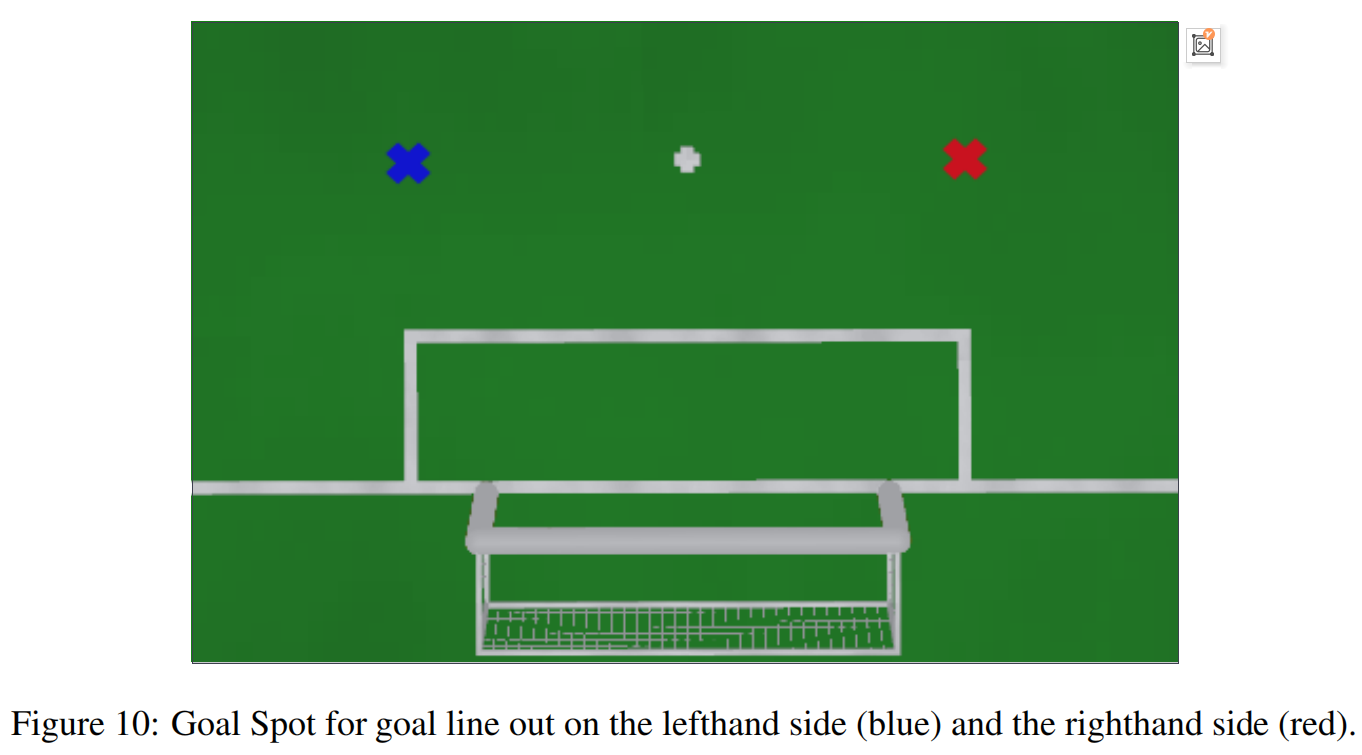 Figure 10: Goal Spot for goal line out on the lefthand side (blue) and the righthand side (red).